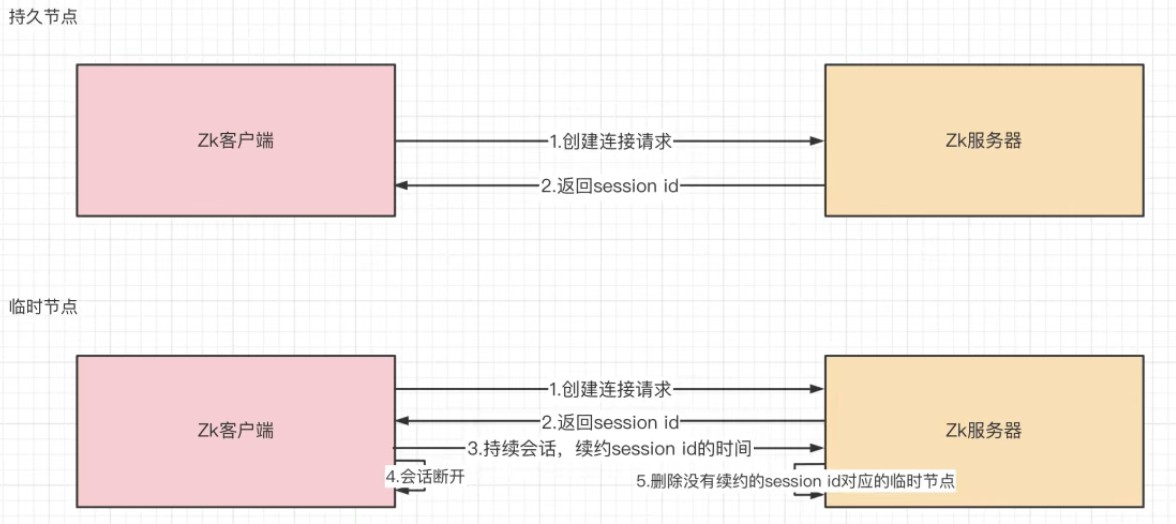 持久节点
Zk客户端
1.创建连接请求
Zk服务器
2.返回session id
临时节点
1.创建连接请求
Zk客户端
2.返回session id
Zk服务器
3.持续会话，续约session id的时间
4.会话断开
5.删除没有续约的session id对应的临时节点